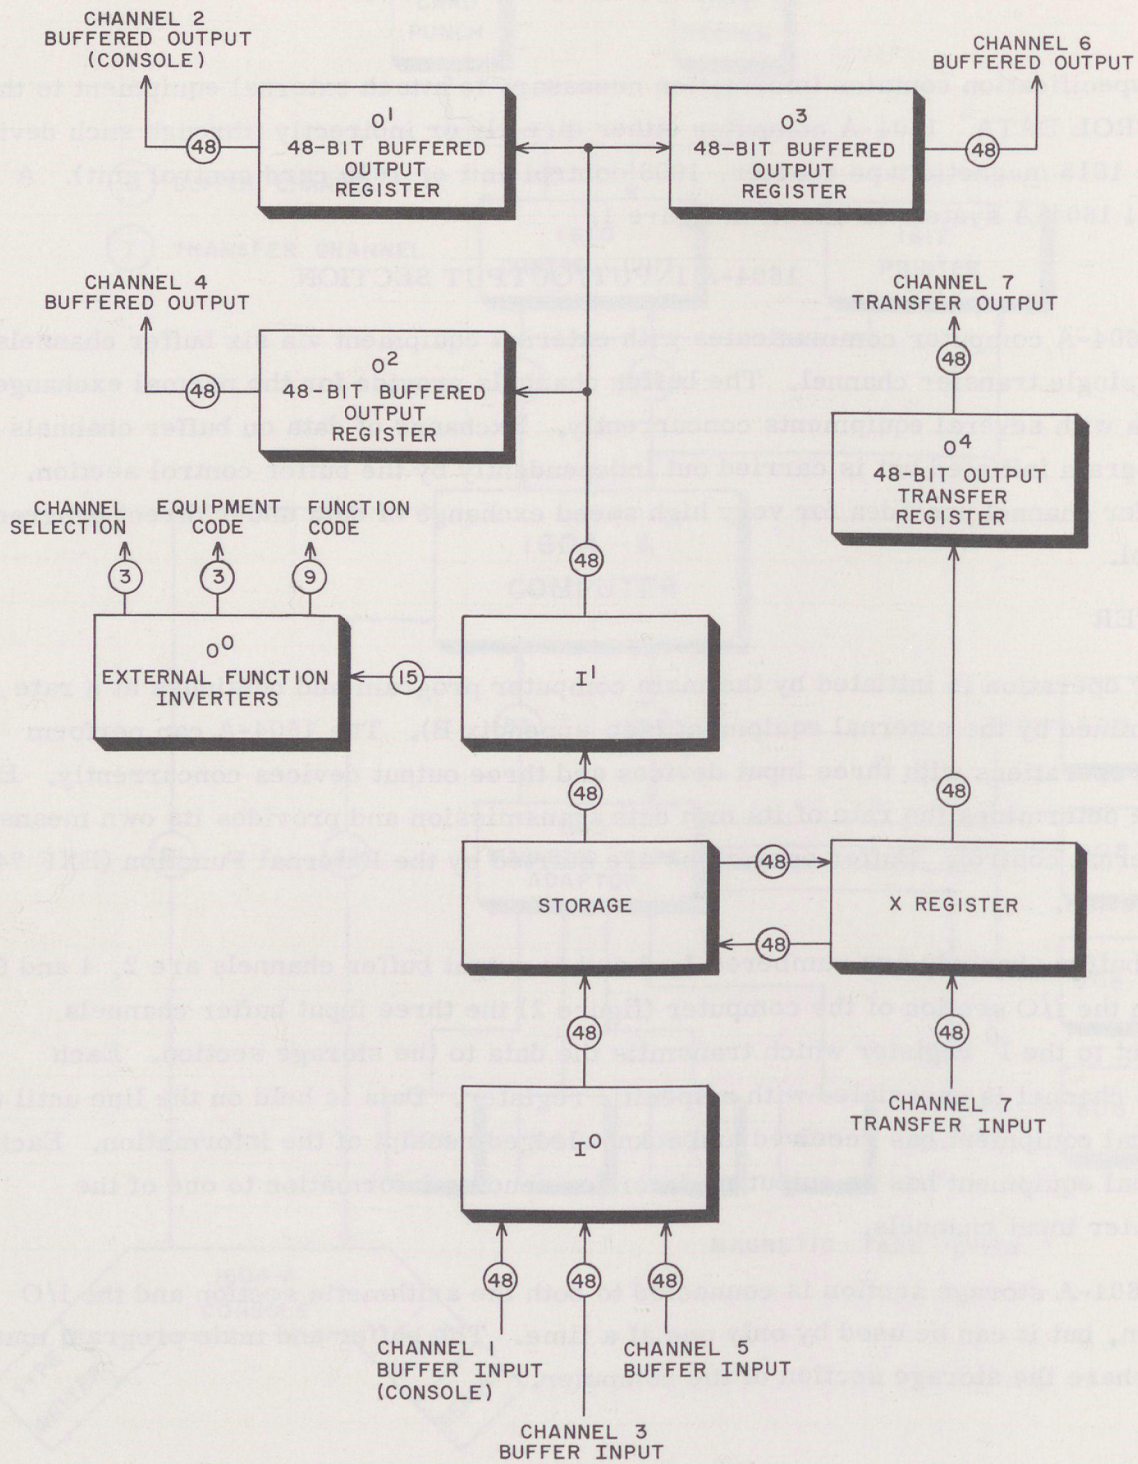 CHANNEL 2
BUFFERED OUTPUT
(CONSOLE)
CHANNEL 6
BUFFERED OUTPUT
48
O¹
48-BIT BUFFERED
OUTPUT
REGISTER
O³
48-BIT BUFFERED
OUTPUT
REGISTER
48
CHANNEL 4
BUFFERED OUTPUT
CHANNEL 7
TRANSFER OUTPUT
48
48
O²
48-BIT BUFFERED
OUTPUT
REGISTER
O⁴
48-BIT OUTPUT
TRANSFER
REGISTER
CHANNEL
SELECTION
EQUIPMENT
CODE
FUNCTION
CODE
3
3
9
48
O⁰
EXTERNAL FUNCTION
INVERTERS
15
I¹
48
48
STORAGE
48
48
X REGISTER
48
48
I⁰
CHANNEL 7
TRANSFER INPUT
48
48
48
CHANNEL 1
BUFFER INPUT
(CONSOLE)
CHANNEL 5
BUFFER INPUT
CHANNEL 3
BUFFER INPUT